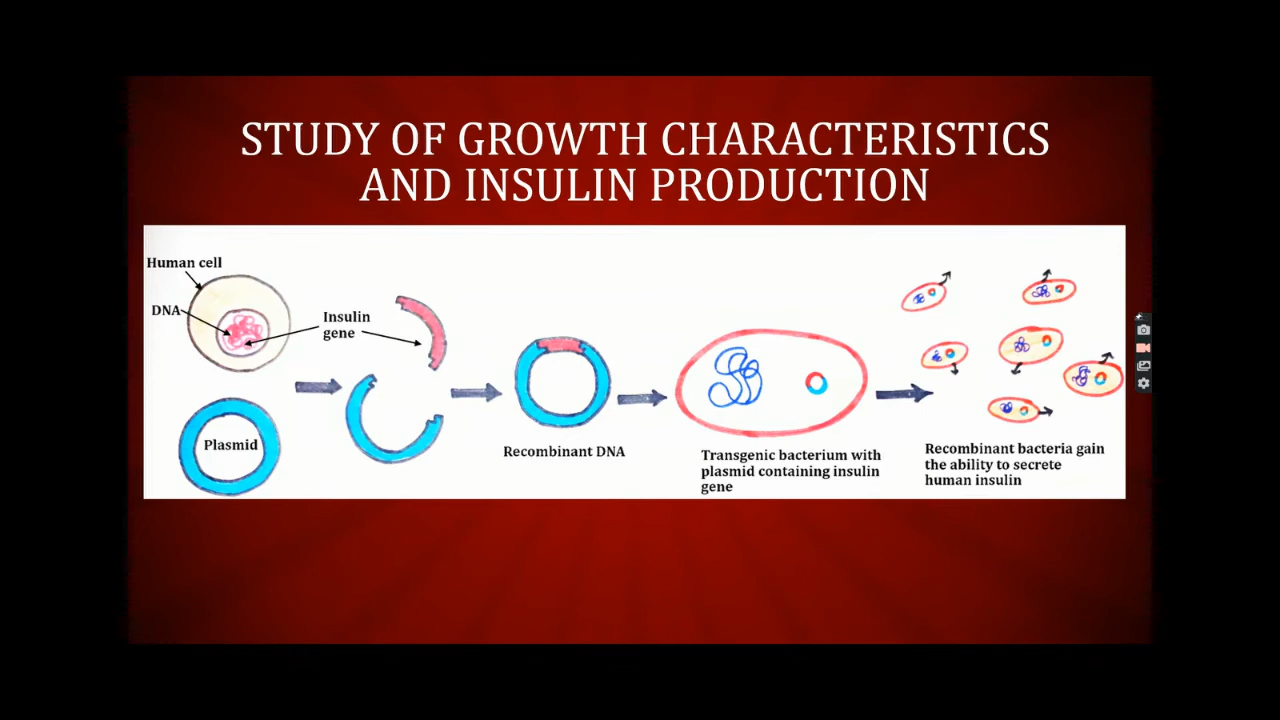 STUDY OF GROWTH CHARACTERISTICS
AND INSULIN PRODUCTION
Human cell
DNA
Insulin
gene
Plasmid
Recombinant DNA
Transgenic bacterium with
plasmid containing insulin
gene
Recombinant bacteria gain
the ability to secrete
human insulin